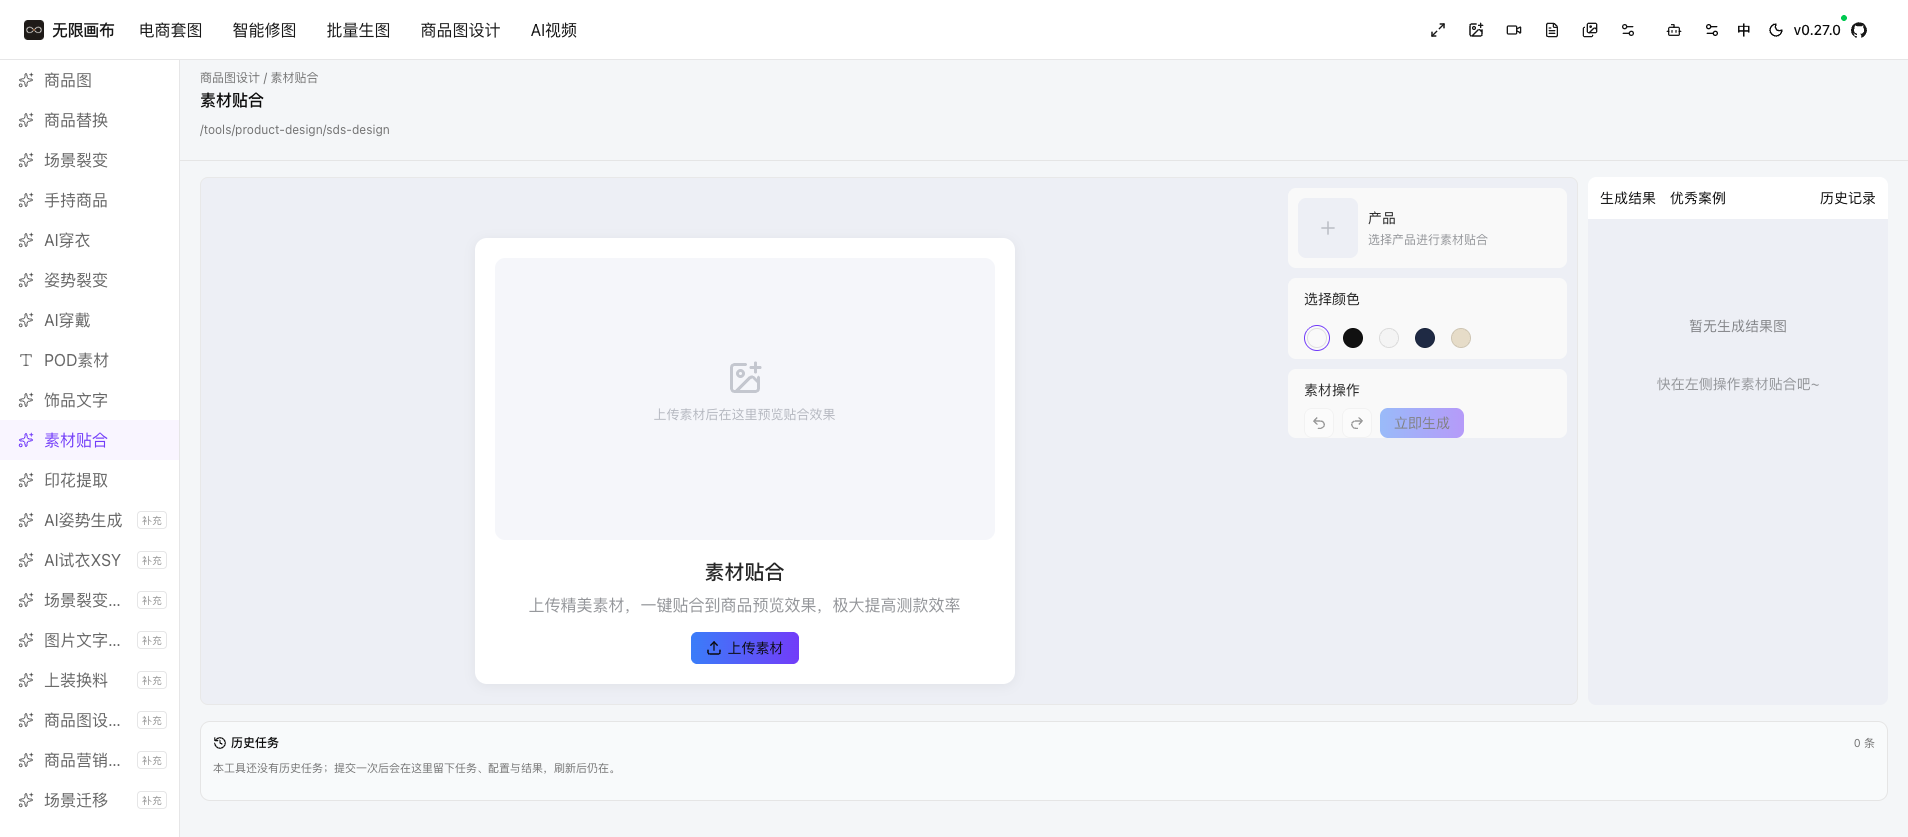 无限画布
电商套图
智能修图
批量生图
商品图设计
AI视频
中
v0.27.0
商品图
商品替换
场景裂变
手持商品
AI穿衣
姿势裂变
AI穿戴
POD素材
饰品文字
素材贴合
印花提取
AI姿势生成 补充
AI试衣XSY 补充
场景裂变... 补充
图片文字... 补充
上装换料 补充
商品图设... 补充
商品营销... 补充
场景迁移 补充
商品图设计 / 素材贴合
素材贴合
/tools/product-design/sds-design
上传素材后在这里预览贴合效果
素材贴合
上传精美素材，一键贴合到商品预览效果，极大提高测款效率
上传素材
产品
选择产品进行素材贴合
选择颜色
素材操作
立即生成
生成结果 优秀案例 历史记录
暂无生成结果图
快在左侧操作素材贴合吧~
历史任务
0 条
本工具还没有历史任务；提交一次后会在这里留下任务、配置与结果，刷新后仍在。